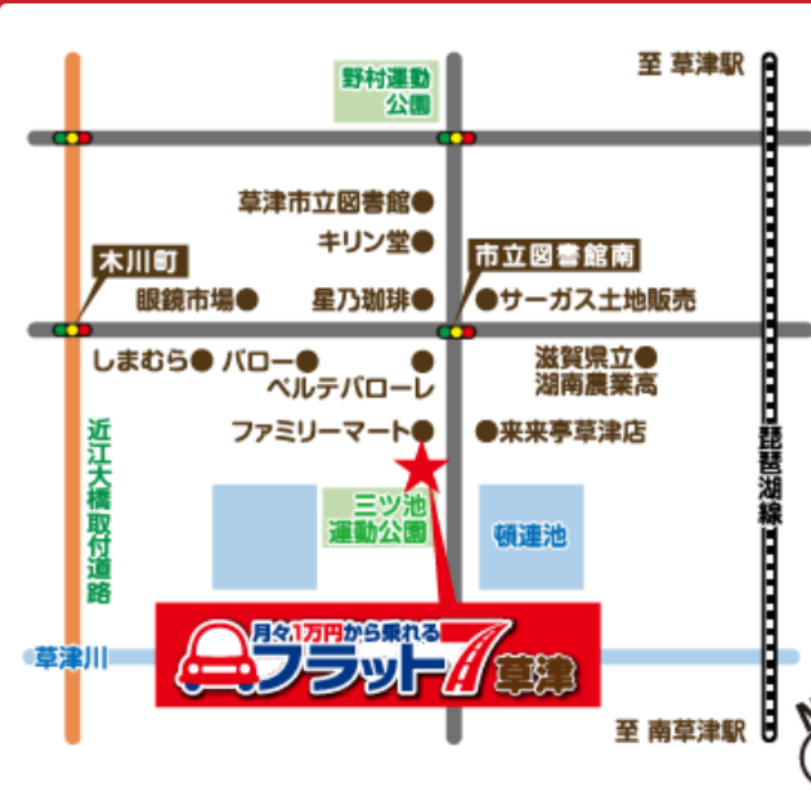 至 草津駅
野村運動
公園
草津市立図書館
キリン堂
木川町
市立図書館南
眼鏡市場
星乃珈琲
サーガス土地販売
しまむら
バロー
ベルテバローレ
滋賀県立
湖南農業高
ファミリーマート
来来亭草津店
近江大橋取付道路
琵琶湖線
三ツ池
運動公園
頓連池
草津川
月々1万円から乗れる
フラット7
草津
至 南草津駅